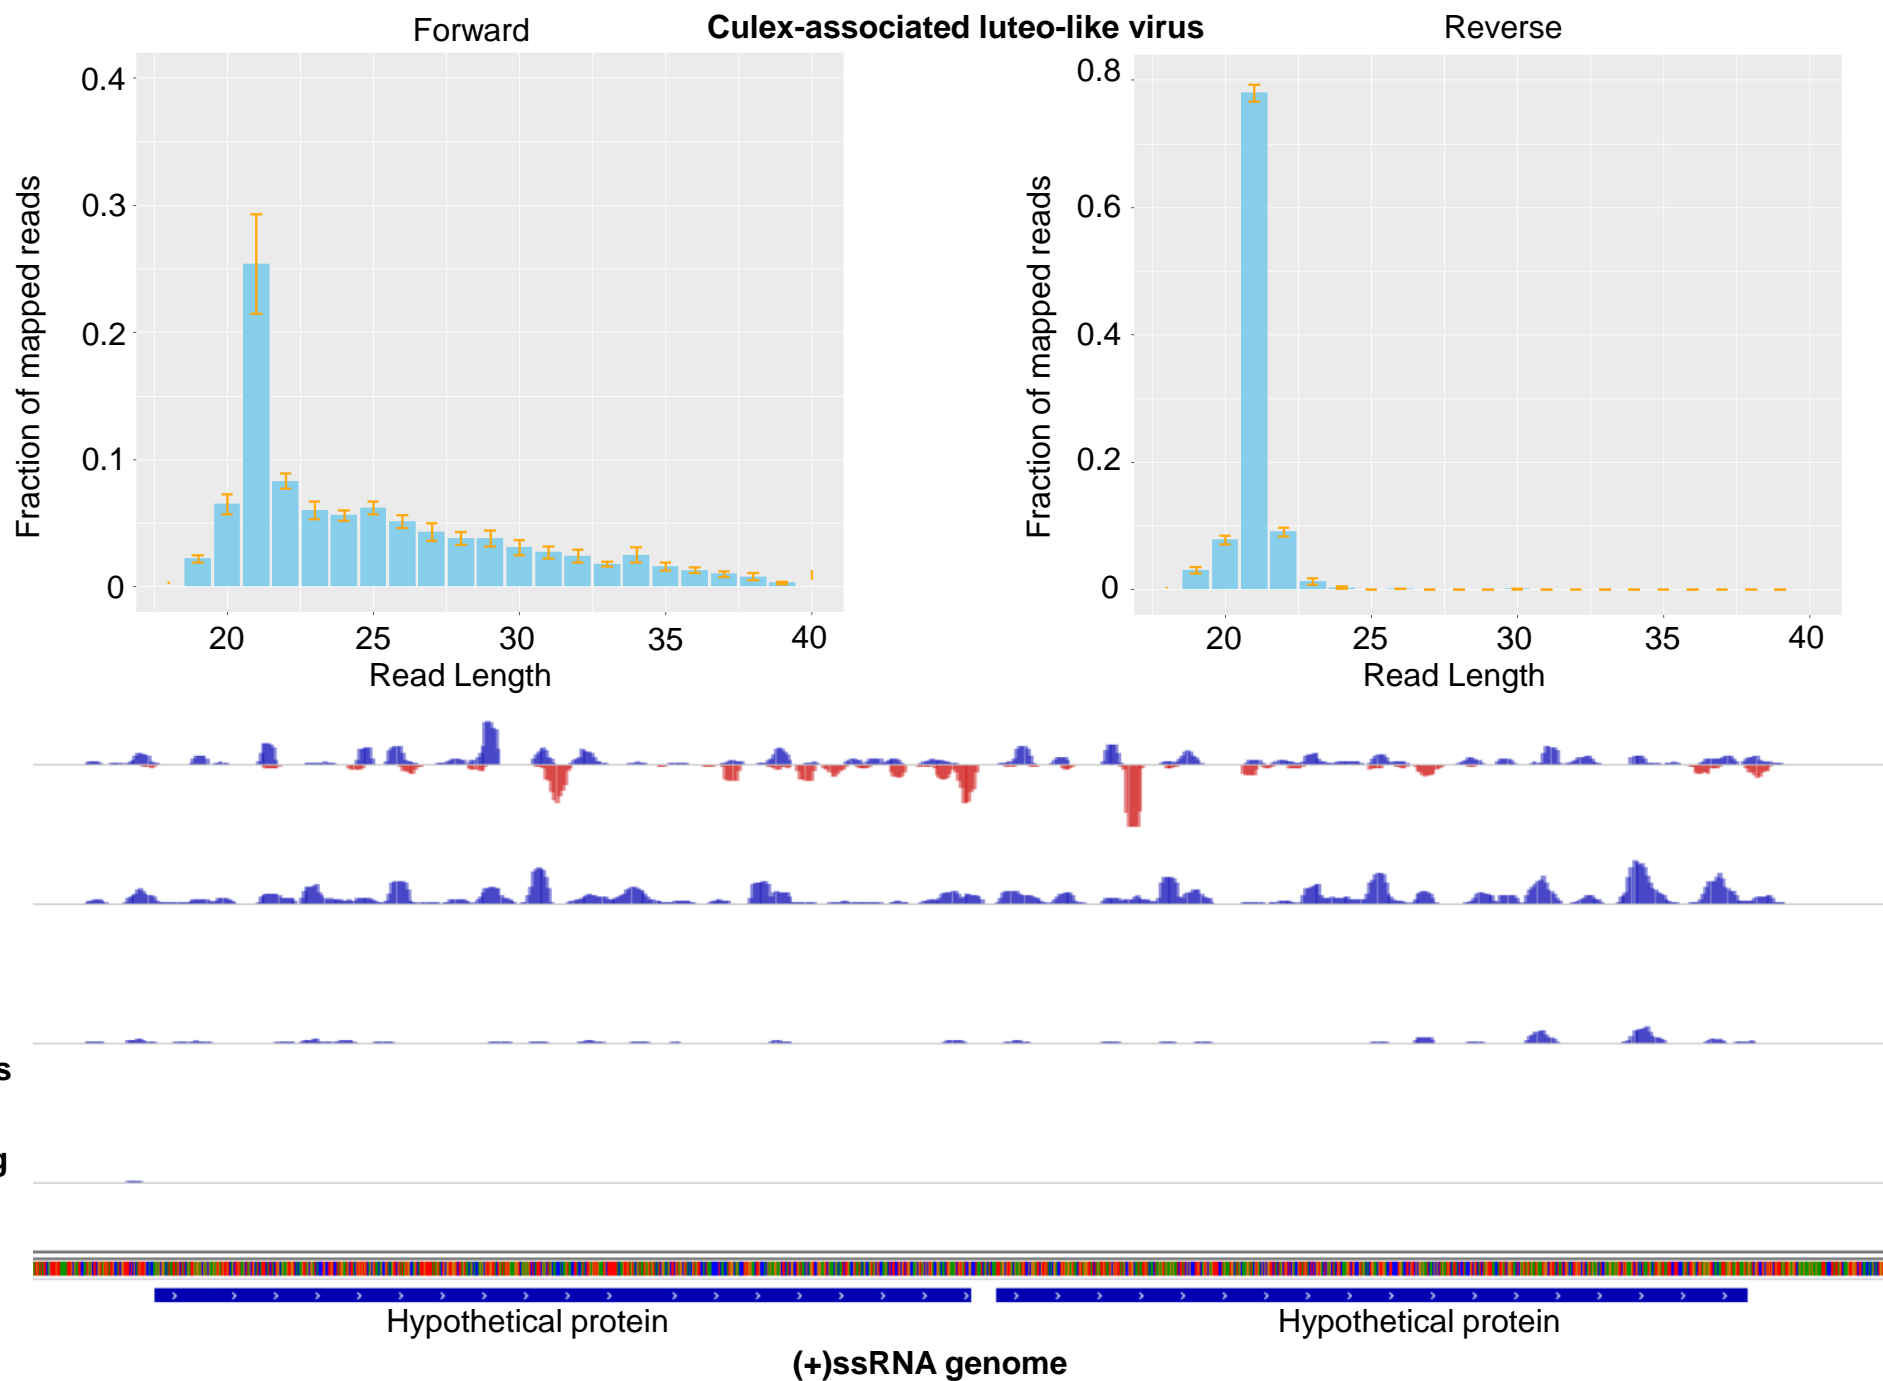 Forward
Culex-associated luteo-like virus
Reverse
Fraction of mapped reads
0.4
0.3
0.2
0.1
0
20 25 30 35 40
Read Length
Fraction of mapped reads
0.8
0.6
0.4
0.2
0
20 25 30 35 40
Read Length
s
g
Hypothetical protein
Hypothetical protein
(+)ssRNA genome